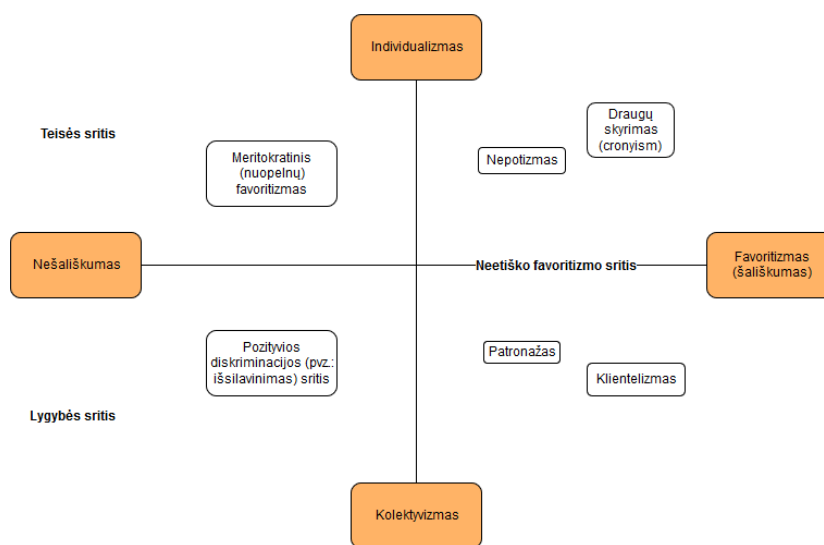 Individualizmas
Teisės sritis
Draugų
skyrimas
(cronyism)
Meritokratinis
(nuopelnų)
favoritizmas
Nepotizmas
Nešališkumas
Neetiško favoritizmo sritis
Favoritizmas
(šališkumas)
Pozityvios
diskriminacijos (pvz.:
išsilavinimas) sritis
Patronažas
Klientelizmas
Lygybės sritis
Kolektyvizmas